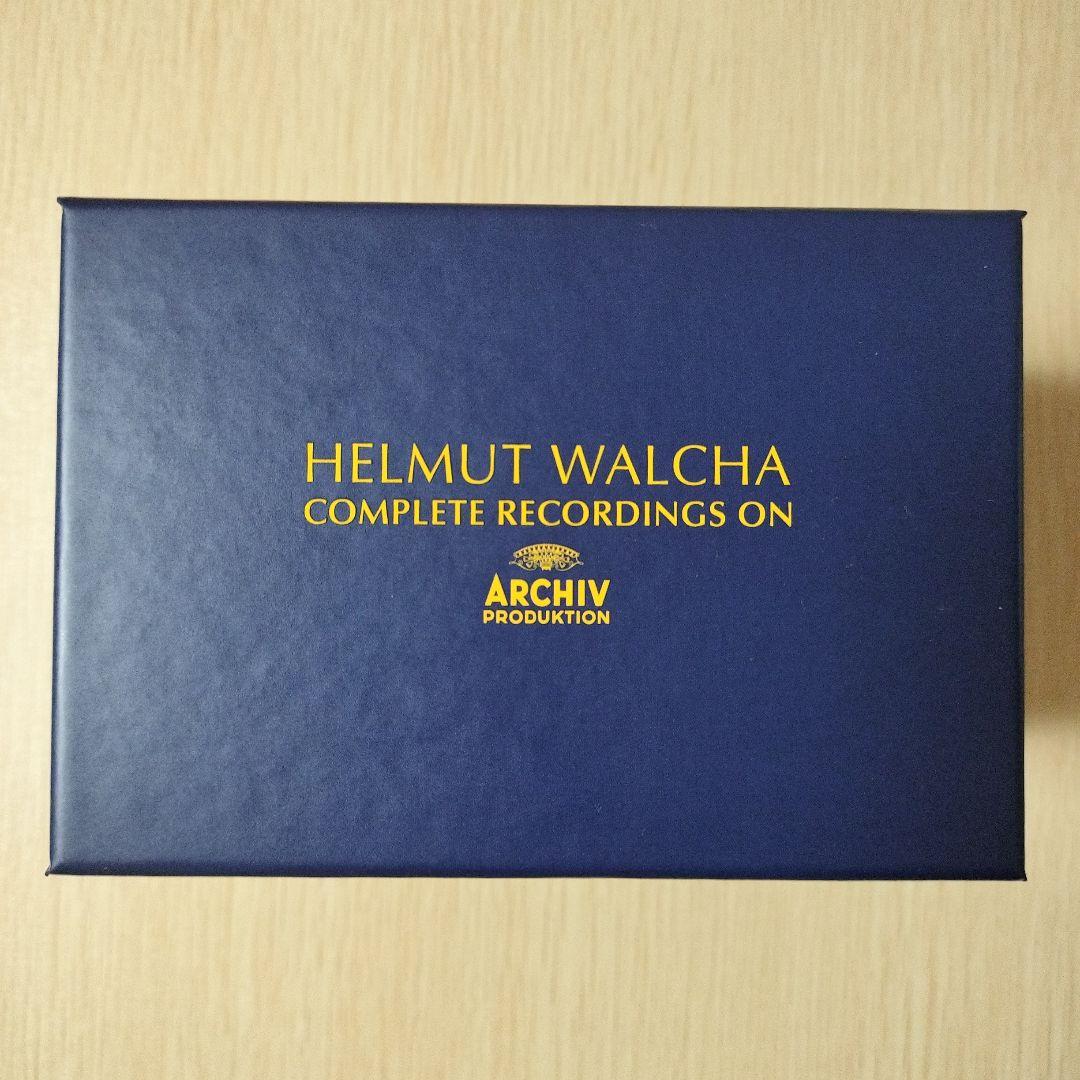 HELMUT WALCHA
COMPLETE RECORDINGS ON
ARCHIV
PRODUKTION